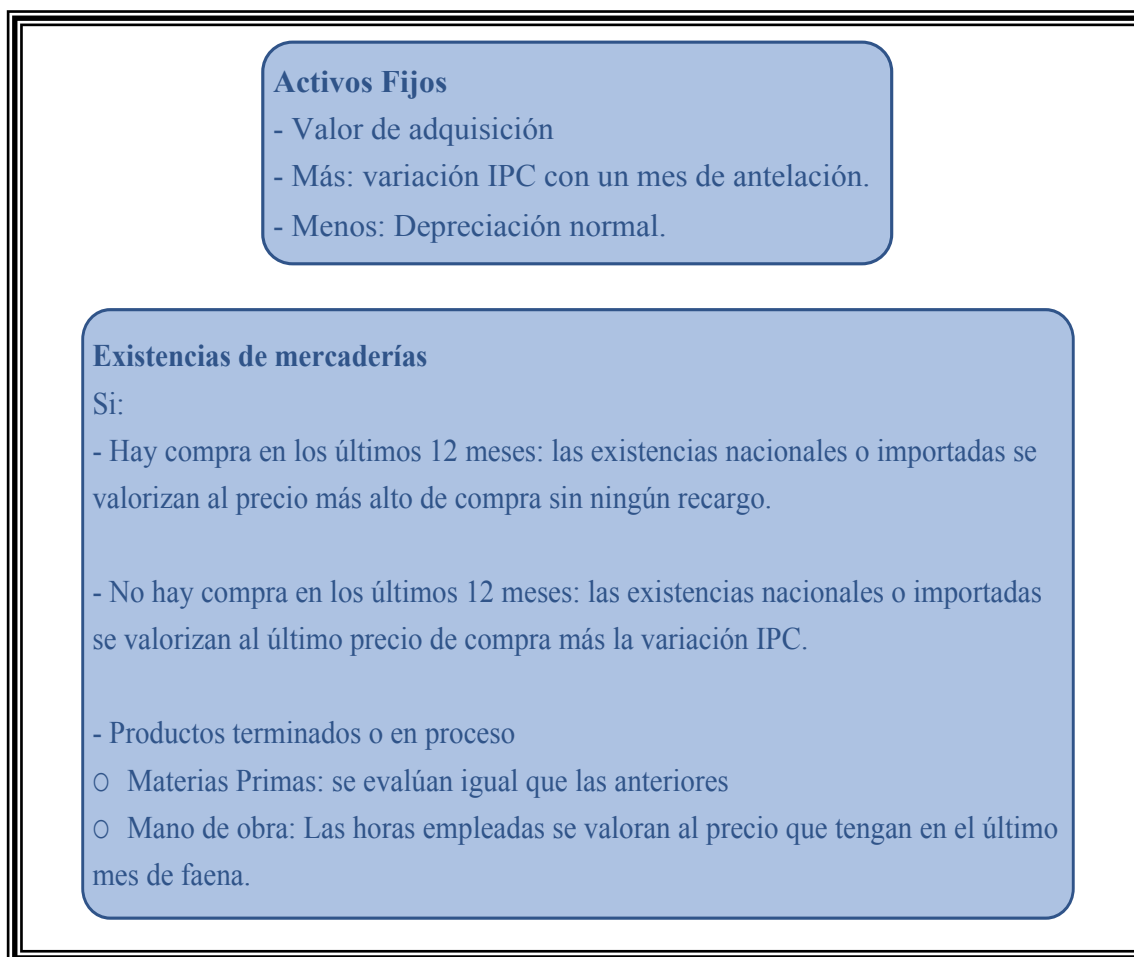 Activos Fijos
- Valor de adquisición
- Más: variación IPC con un mes de antelación.
- Menos: Depreciación normal.
Existencias de mercaderías
Si:
- Hay compra en los últimos 12 meses: las existencias nacionales o importadas se
valorizan al precio más alto de compra sin ningún recargo.
- No hay compra en los últimos 12 meses: las existencias nacionales o importadas
se valorizan al último precio de compra más la variación IPC.
- Productos terminados o en proceso
O Materias Primas: se evalúan igual que las anteriores
O Mano de obra: Las horas empleadas se valoran al precio que tengan en el último
mes de faena.